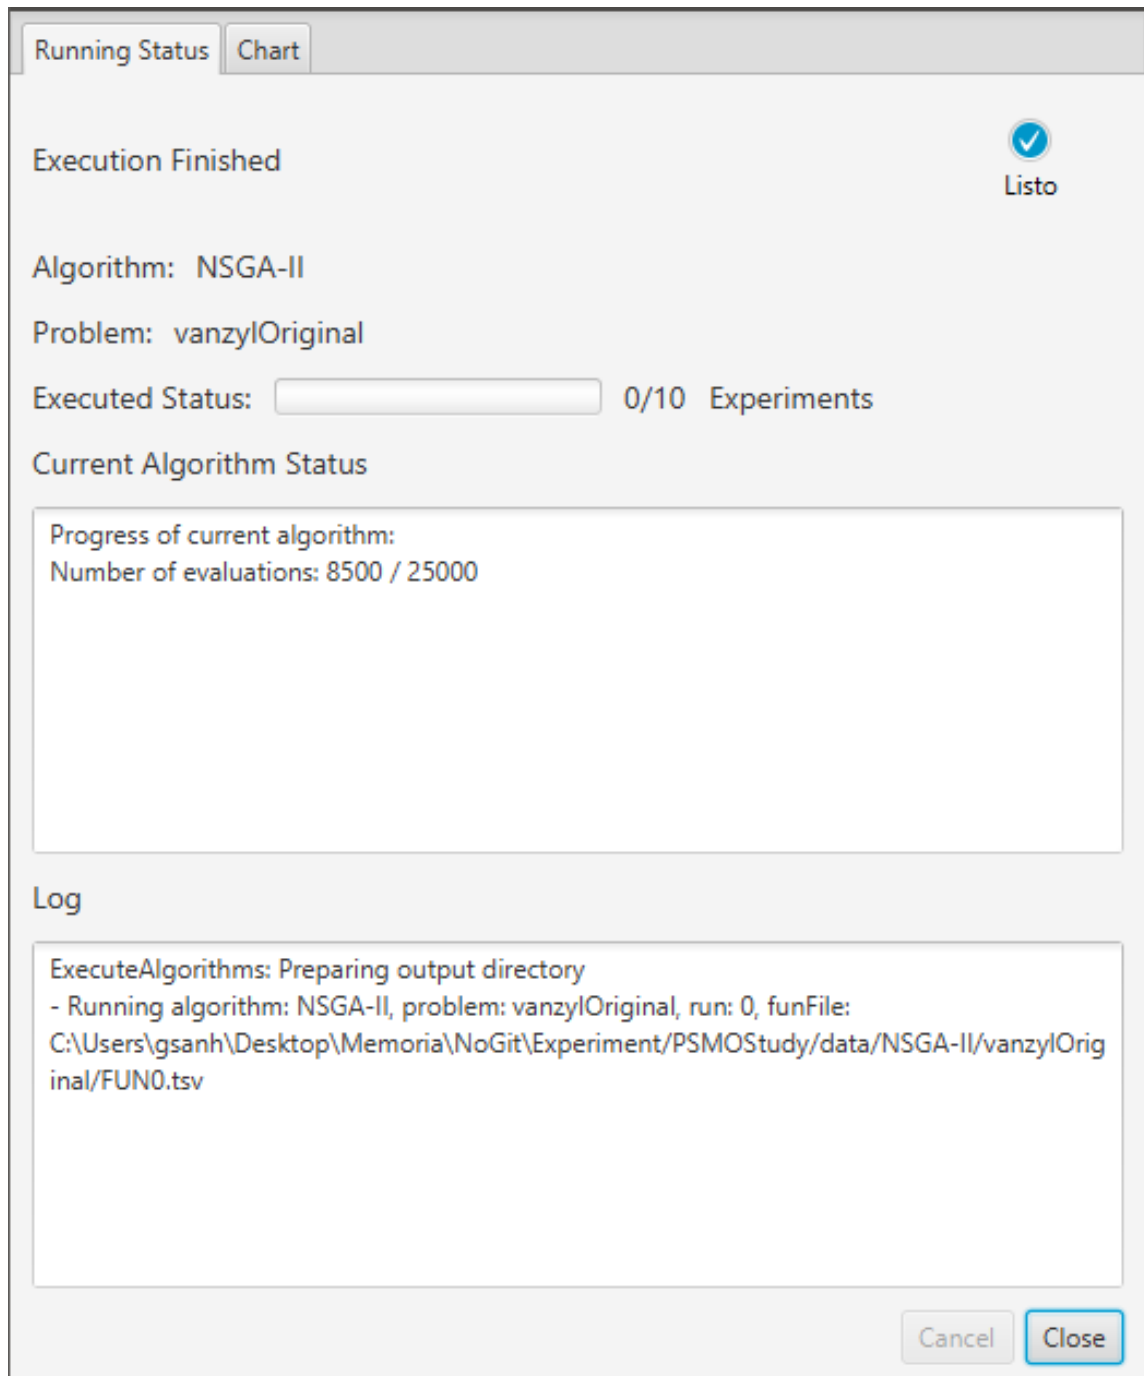 Running Status Chart
Execution Finished
Listo
Algorithm: NSGA-II
Problem: vanzylOriginal
Executed Status: 0/10 Experiments
Current Algorithm Status
Progress of current algorithm:
Number of evaluations: 8500 / 25000
Log
ExecuteAlgorithms: Preparing output directory
- Running algorithm: NSGA-II, problem: vanzylOriginal, run: 0, funFile:
C:\Users\gsanh\Desktop\Memoria\NoGit\Experiment/PSMOStudy/data/NSGA-II/vanzylOrig
inal/FUN0.tsv
Cancel Close